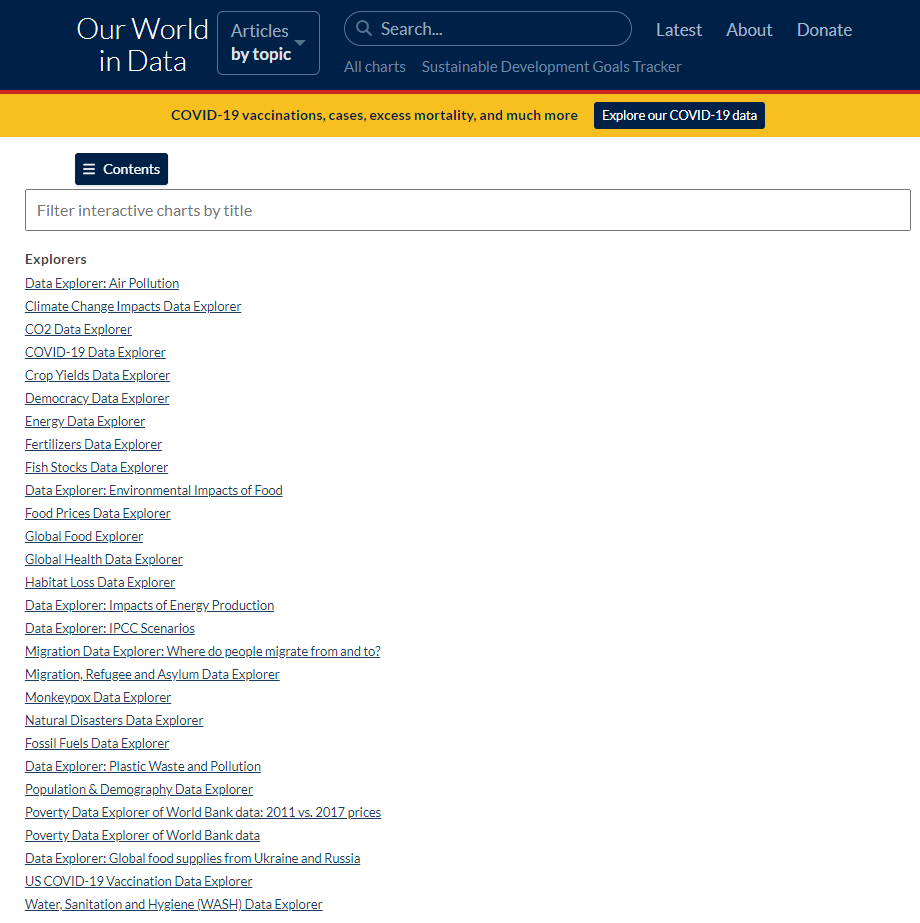 Our World
in Data
Articles
by topic
Search...
Latest
About
Donate
All charts
Sustainable Development Goals Tracker
COVID-19 vaccinations, cases, excess mortality, and much more
Explore our COVID-19 data
Contents
Filter interactive charts by title
Explorers
Data Explorer: Air Pollution
Climate Change Impacts Data Explorer
CO2 Data Explorer
COVID-19 Data Explorer
Crop Yields Data Explorer
Democracy Data Explorer
Energy Data Explorer
Fertilizers Data Explorer
Fish Stocks Data Explorer
Data Explorer: Environmental Impacts of Food
Food Prices Data Explorer
Global Food Explorer
Global Health Data Explorer
Habitat Loss Data Explorer
Data Explorer: Impacts of Energy Production
Data Explorer: IPCC Scenarios
Migration Data Explorer: Where do people migrate from and to?
Migration, Refugee and Asylum Data Explorer
Monkeypox Data Explorer
Natural Disasters Data Explorer
Fossil Fuels Data Explorer
Data Explorer: Plastic Waste and Pollution
Population & Demography Data Explorer
Poverty Data Explorer of World Bank data: 2011 vs. 2017 prices
Poverty Data Explorer of World Bank data
Data Explorer: Global food supplies from Ukraine and Russia
US COVID-19 Vaccination Data Explorer
Water, Sanitation and Hygiene (WASH) Data Explorer